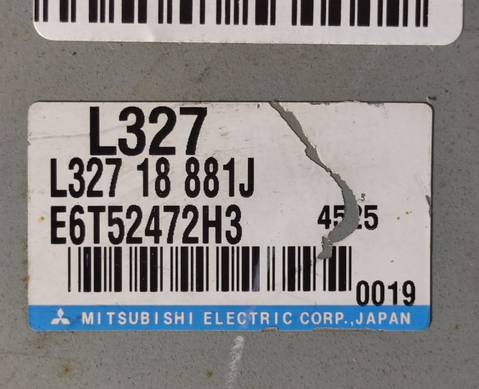 L327
L327 18 881J
E6T52472H3 4525
0019
MITSUBISHI ELECTRIC CORP.,JAPAN